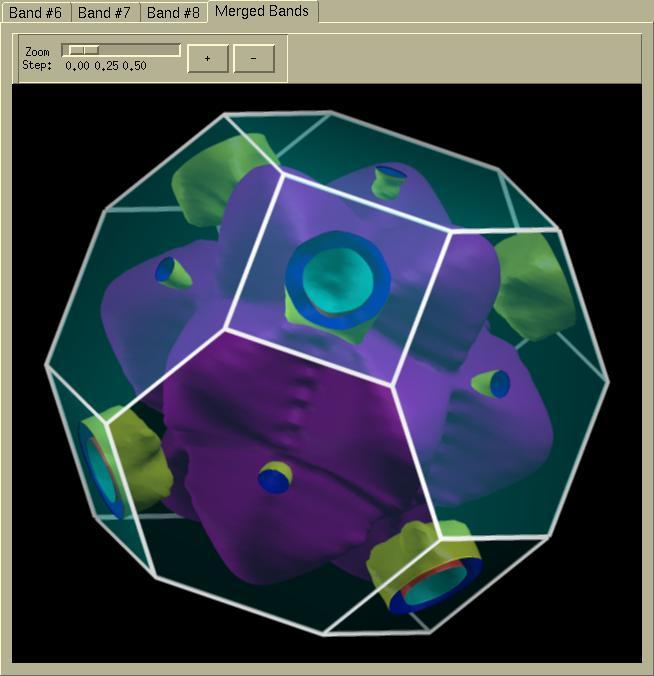 Band #6 Band #7 Band #8 Merged Bands
Zoom
Step: 0.00 0.25 0.50 + -